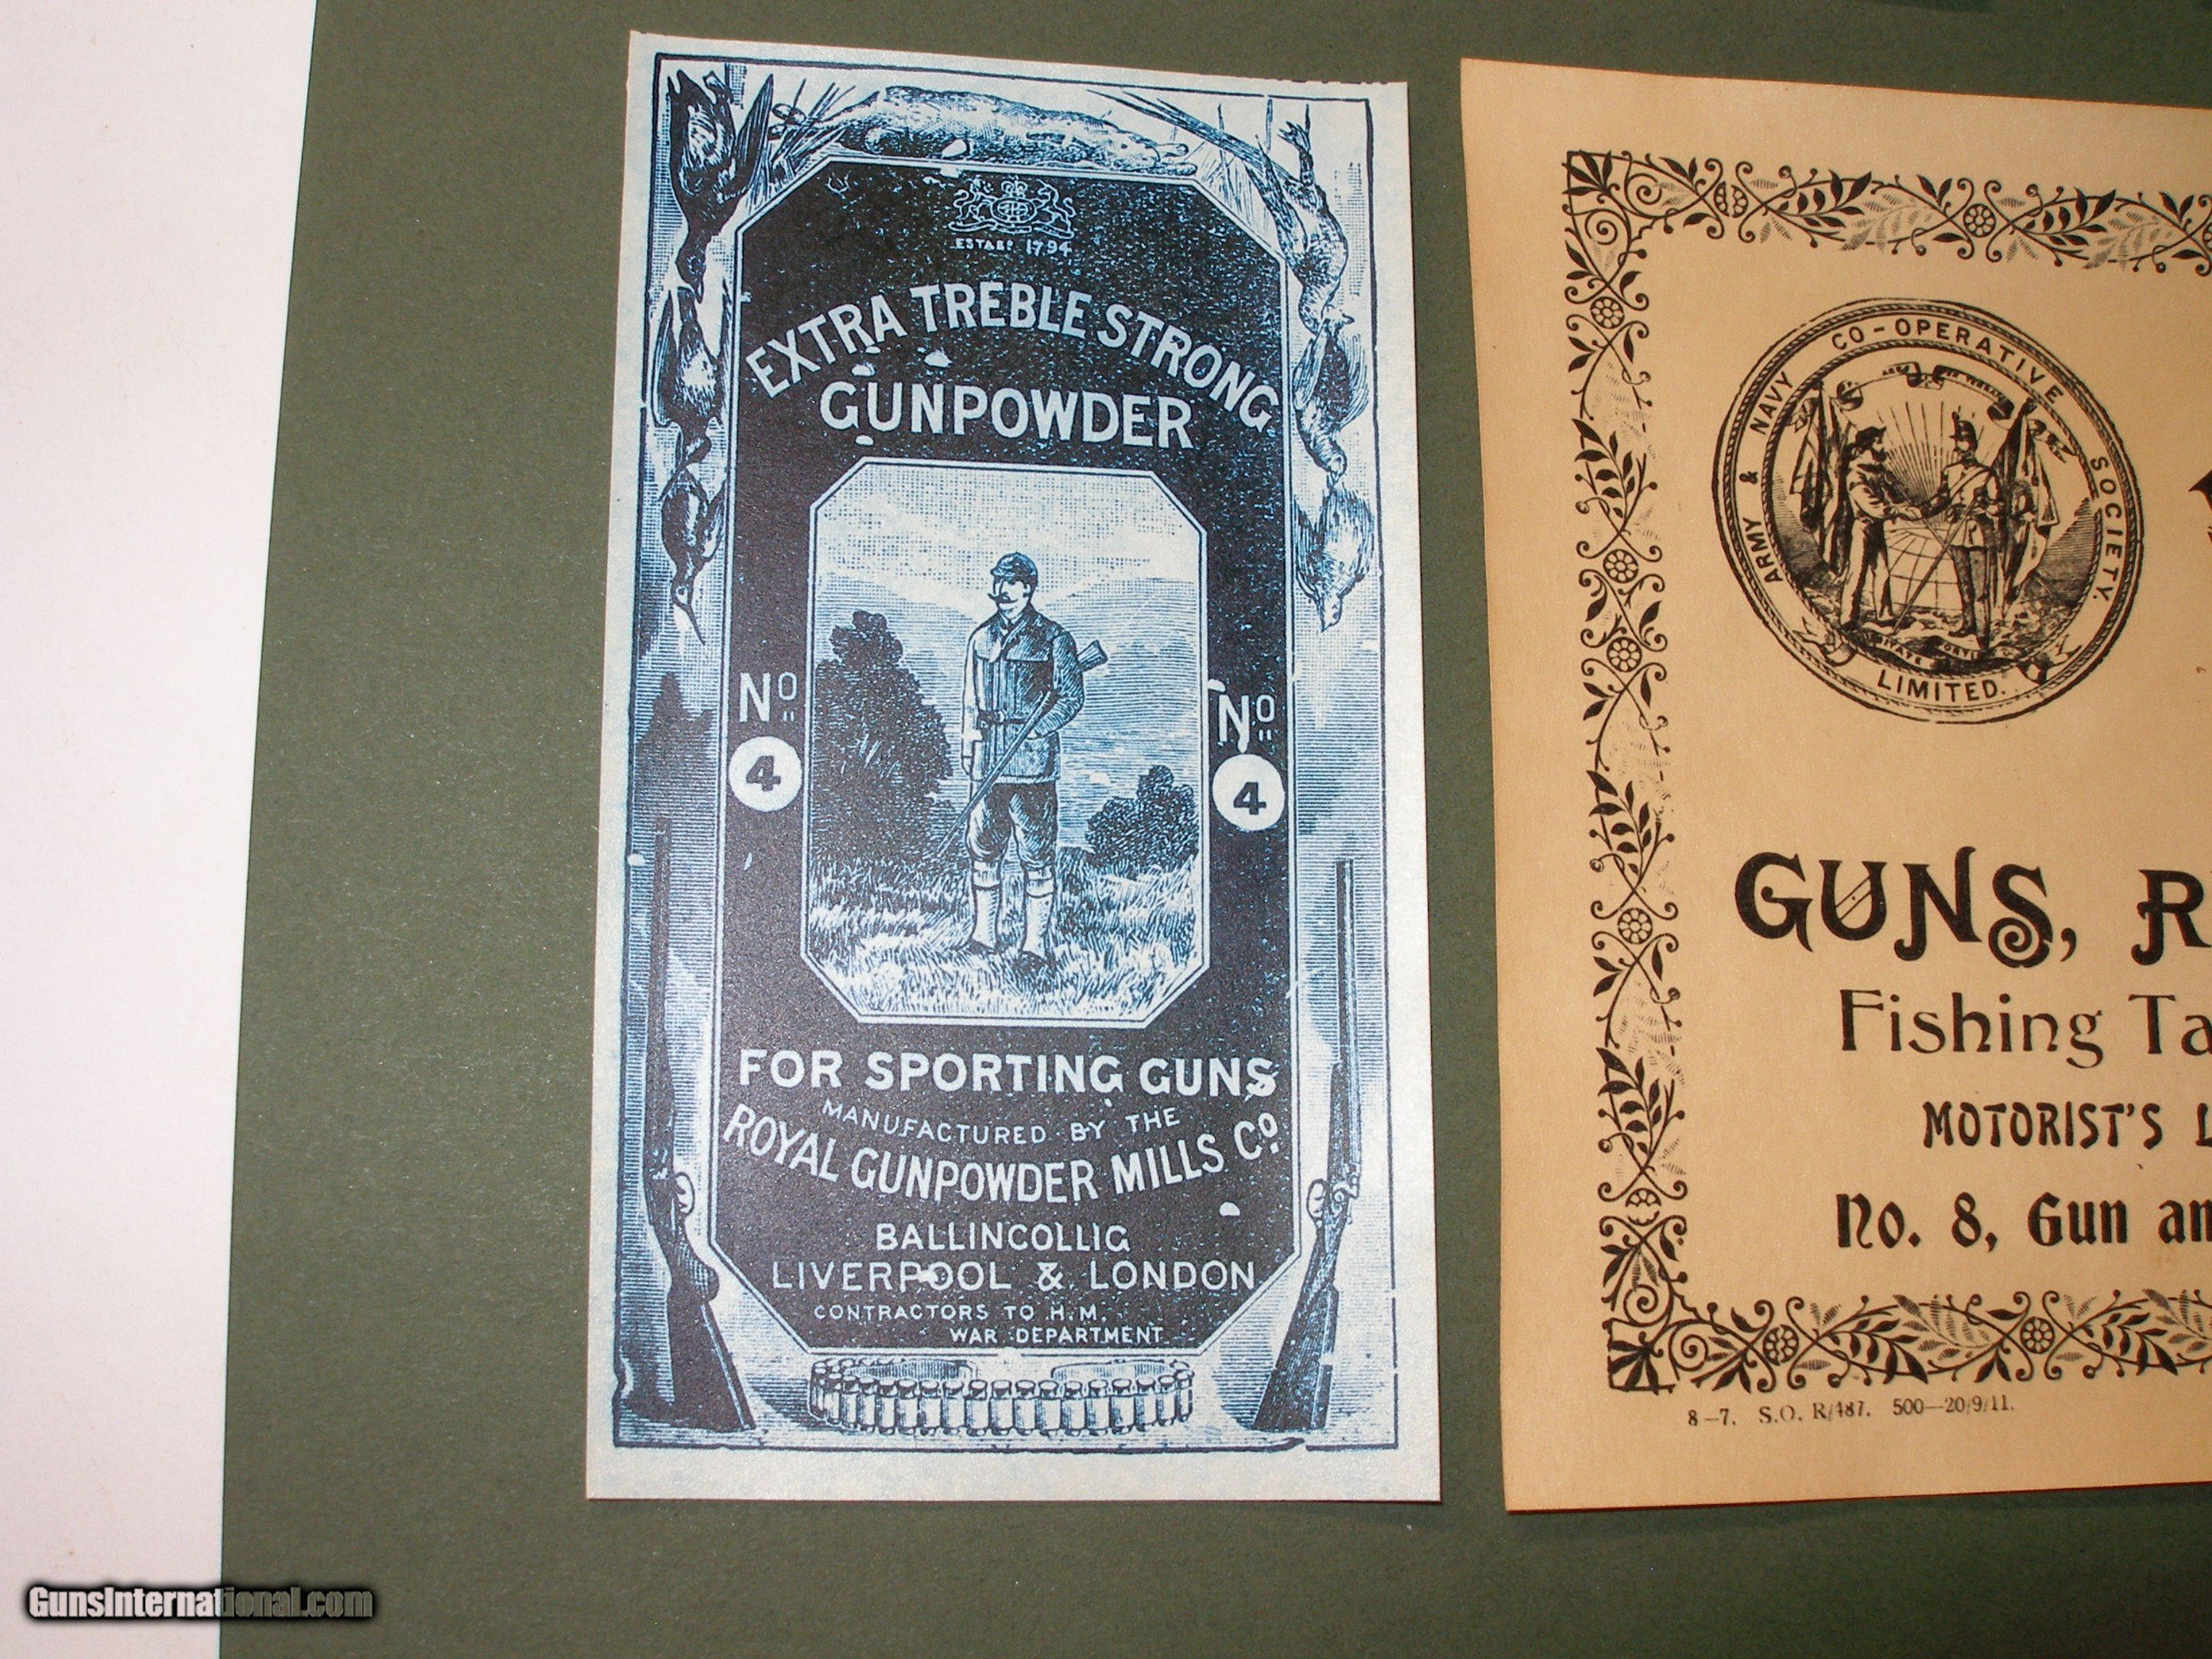 ESTABD 1794
EXTRA TREBLE STRONG
GUNPOWDER
No 4
No 4
FOR SPORTING GUNS
MANUFACTURED BY THE
ROYAL GUNPOWDER MILLS Co.
BALLINCOLLIG
LIVERPOOL & LONDON
CONTRACTORS TO H.M.
WAR DEPARTMENT
ARMY & NAVY CO-OPERATIVE SOCIETY.
LIMITED.
GUNS, R
Fishing Ta
MOTORIST'S L
No. 8, Gun an
8-7. S.O. R/487. 500-20/9/11.
GunsInternational.com